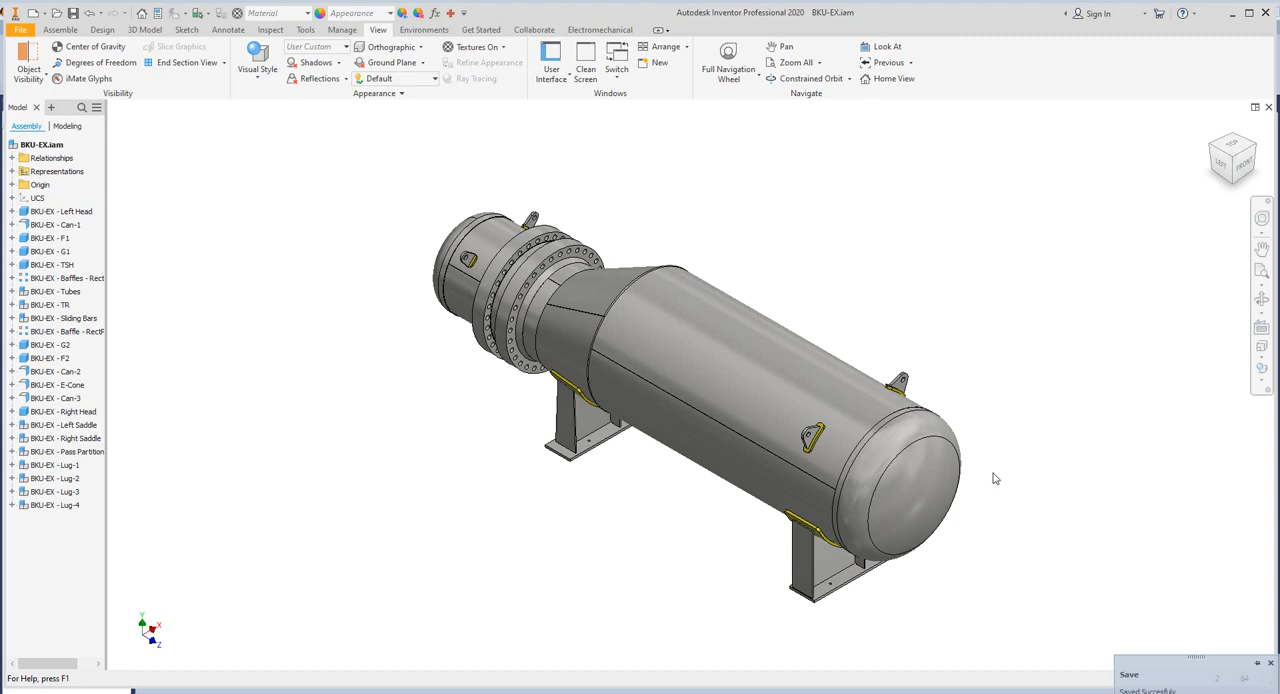 Material
Appearance
Autodesk Inventor Professional 2020 BKU-EX.iam
Sign In
File Assemble Design 3D Model Sketch Annotate Inspect Tools Manage View Environments Get Started Collaborate Electromechanical
Object Visibility
Center of Gravity
Degrees of Freedom
iMate Glyphs
Slice Graphics
End Section View
Visibility
Visual Style
User Custom
Shadows
Reflections
Orthographic
Ground Plane
Default
Textures On
Refine Appearance
Ray Tracing
Appearance
User Interface
Clean Screen
Switch
Arrange
New
Windows
Full Navigation Wheel
Pan
Zoom All
Constrained Orbit
Look At
Previous
Home View
Navigate
Model
Assembly Modeling
BKU-EX.iam
Relationships
Representations
Origin
UCS
BKU-EX - Left Head
BKU-EX - Can-1
BKU-EX - F1
BKU-EX - G1
BKU-EX - TSH
BKU-EX - Baffles - Rect
BKU-EX - Tubes
BKU-EX - TR
BKU-EX - Sliding Bars
BKU-EX - Baffle - RectF
BKU-EX - G2
BKU-EX - F2
BKU-EX - Can-2
BKU-EX - E-Cone
BKU-EX - Can-3
BKU-EX - Right Head
BKU-EX - Left Saddle
BKU-EX - Right Saddle
BKU-EX - Pass Partition
BKU-EX - Lug-1
BKU-EX - Lug-2
BKU-EX - Lug-3
BKU-EX - Lug-4
TOP
LEFT
FRONT
Y
X
Z
For Help, press F1
Save
2 64
Saved Succesfuly